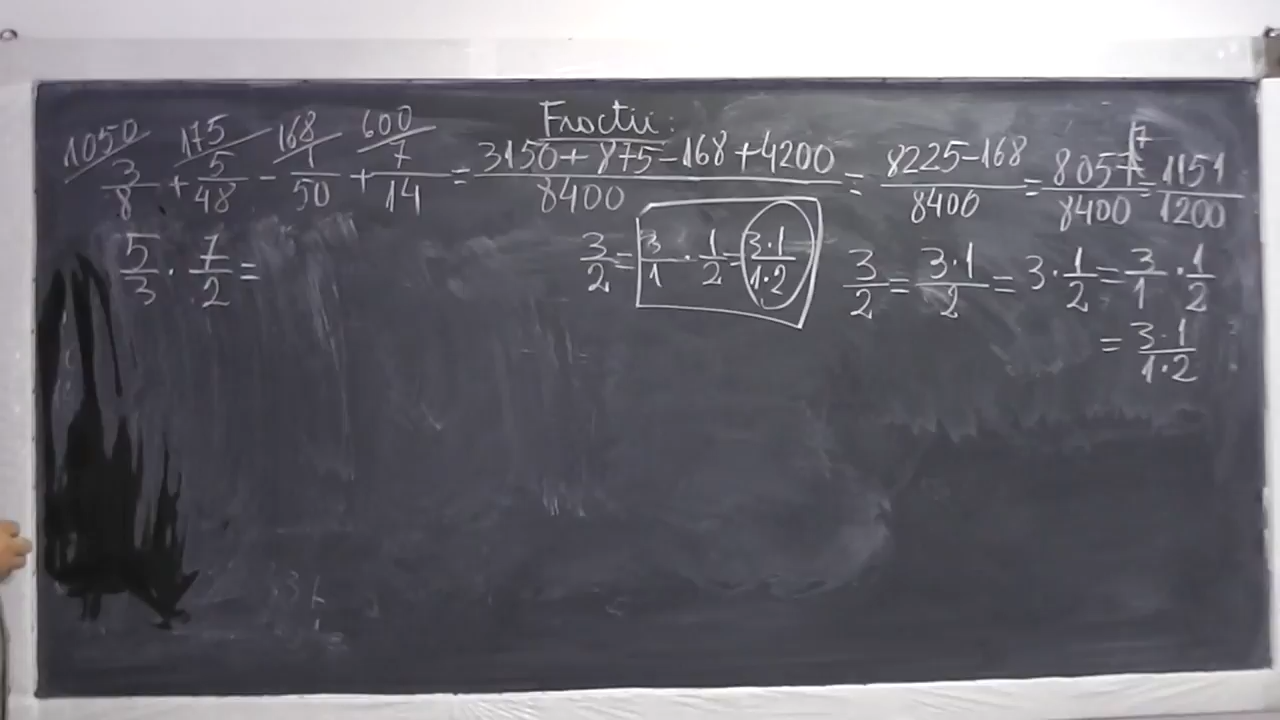 Fractii:
1050/ 175/ 168/ 600/
3/8 + 5/48 - 1/50 + 7/14 = (3150 + 875 - 168 + 4200)/8400 = (8225 - 168)/8400 = 8057/8400 (7 = 1151/1200
5/3 · 7/2 =
3/2 = 3/1 · 1/2 = (3·1)/(1·2)
3/2 = (3·1)/2 = 3 · 1/2 = 3/1 · 1/2
= (3·1)/(1·2)